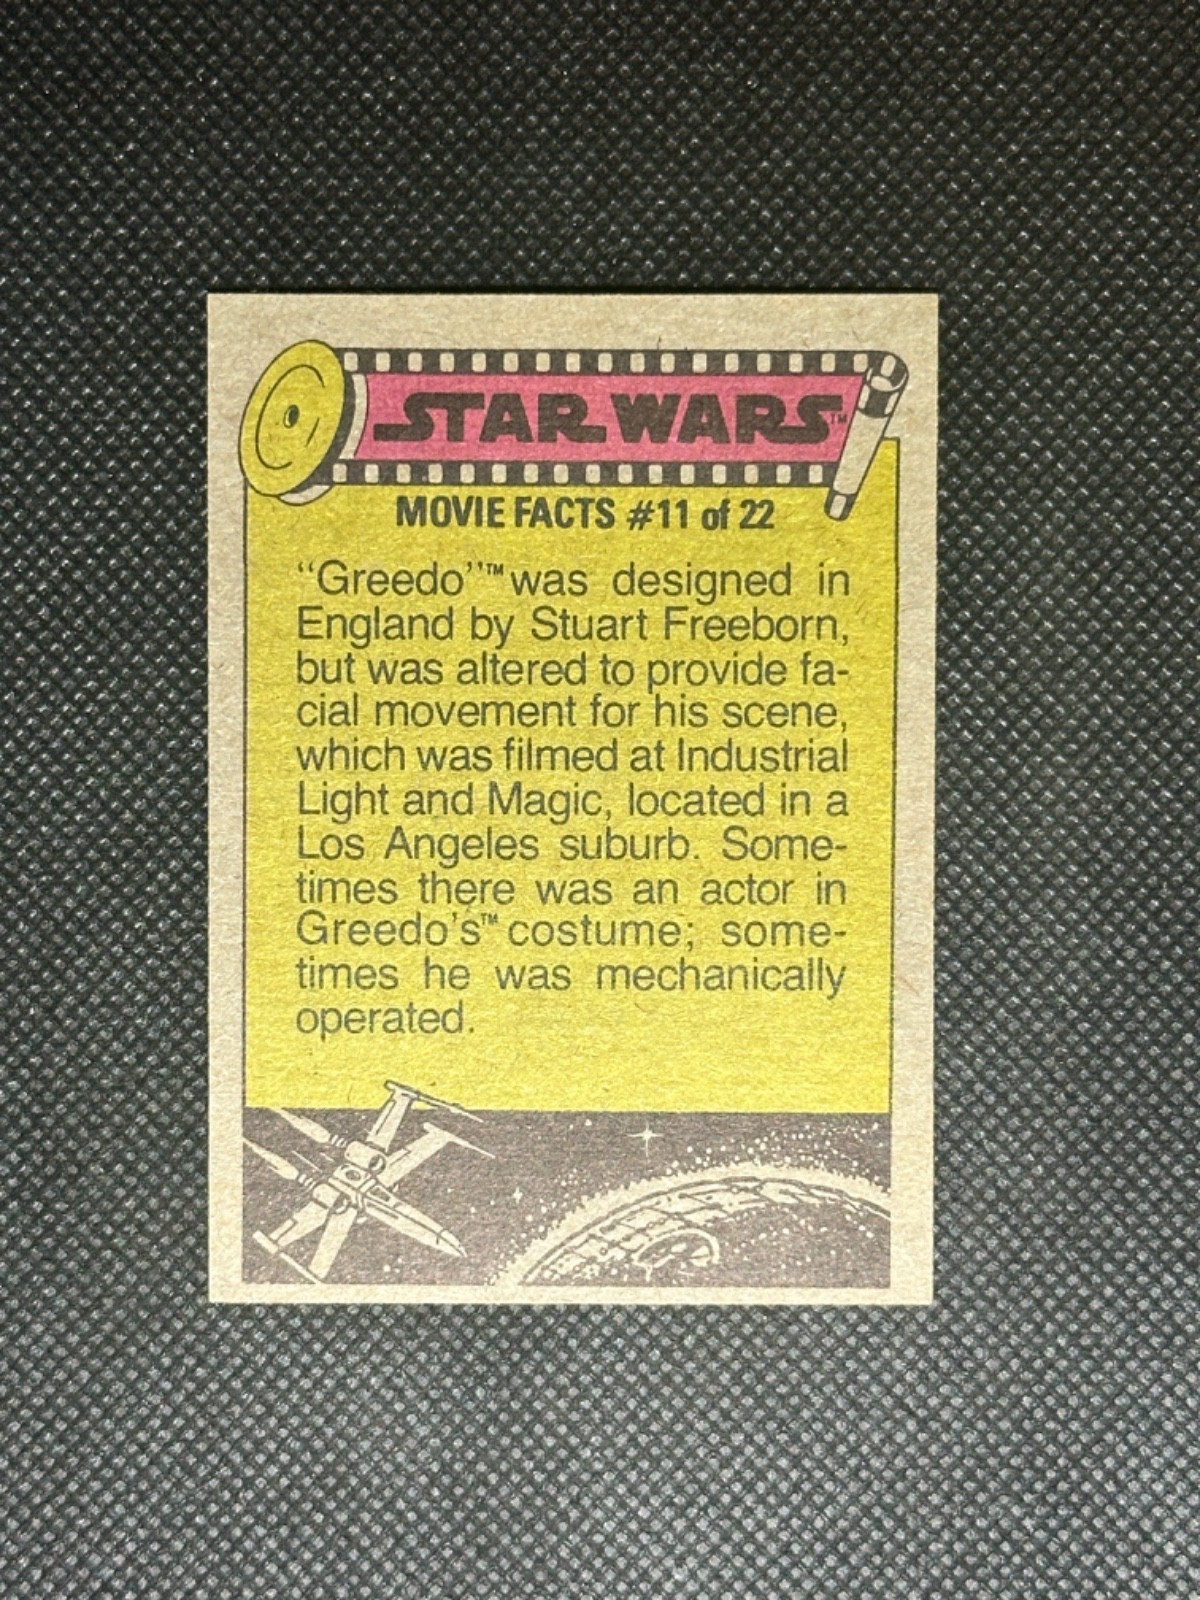 STAR WARS™
MOVIE FACTS #11 of 22
“Greedo”™ was designed in
England by Stuart Freeborn,
but was altered to provide fa-
cial movement for his scene,
which was filmed at Industrial
Light and Magic, located in a
Los Angeles suburb. Some-
times there was an actor in
Greedo's™ costume; some-
times he was mechanically
operated.